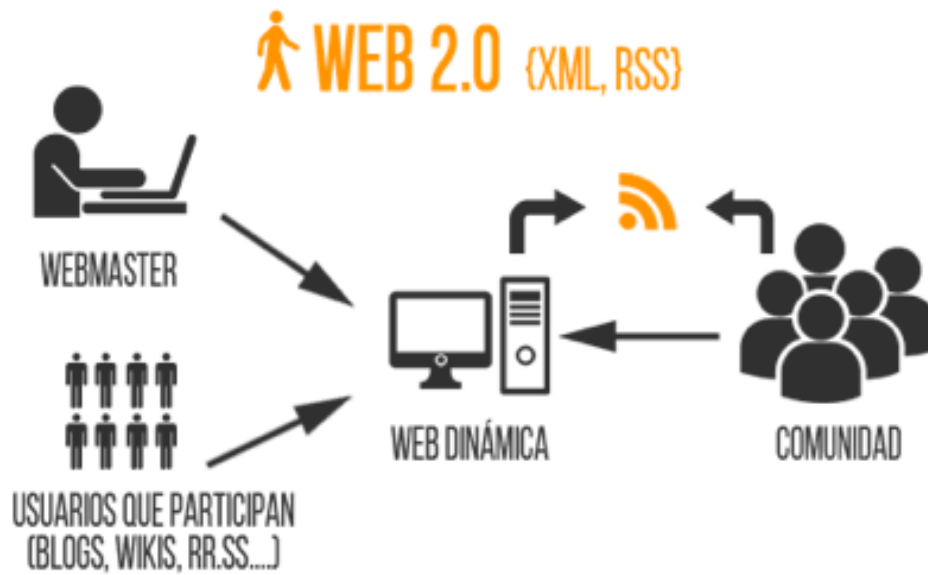 WEB 2.0 {XML, RSS}
WEBMASTER
WEB DINÁMICA
COMUNIDAD
USUARIOS QUE PARTICIPAN
(BLOGS, WIKIS, RR.SS....)